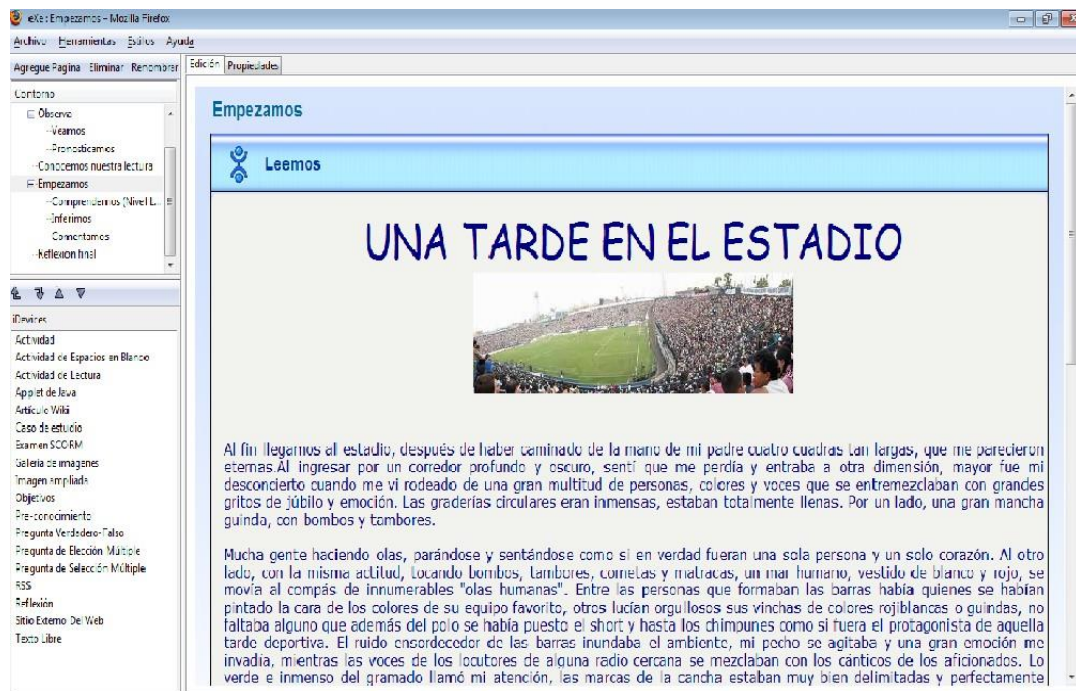 eXe : Empezamos - Mozilla Firefox
Archivo Herramientas Estilos Ayuda
Agregue Pagina Eliminar Renombrar
Edición Propiedades
Contorno
Observa
Veamos
Pronosticamos
Conocemos nuestra lectura
Empezamos
Comprendemos (Nivel L...
Inferimos
Comentamos
Reflexion final
iDevices
Actividad
Actividad de Espacios en Blanco
Actividad de Lectura
Applet de Java
Artículo Wiki
Caso de estudio
Examen SCORM
Galería de imágenes
Imagen ampliada
Objetivos
Pre-conocimiento
Pregunta Verdadero-Falso
Pregunta de Elección Múltiple
Pregunta de Selección Múltiple
RSS
Reflexión
Sitio Externo Del Web
Texto Libre
Empezamos
Leemos
UNA TARDE EN EL ESTADIO
Al fin llegamos al estadio, después de haber caminado de la mano de mi padre cuatro cuadras tan largas, que me parecieron
eternas.Al ingresar por un corredor profundo y oscuro, sentí que me perdía y entraba a otra dimensión, mayor fue mi
desconcierto cuando me vi rodeado de una gran multitud de personas, colores y voces que se entremezclaban con grandes
gritos de júbilo y emoción. Las graderías circulares eran inmensas, estaban totalmente llenas. Por un lado, una gran mancha
guinda, con bombos y tambores.
Mucha gente haciendo olas, parándose y sentándose como si en verdad fueran una sola persona y un solo corazón. Al otro
lado, con la misma actitud, tocando bombos, tambores, cornetas y matracas, un mar humano, vestido de blanco y rojo, se
movía al compás de innumerables "olas humanas". Entre las personas que formaban las barras había quienes se habían
pintado la cara de los colores de su equipo favorito, otros lucían orgullosos sus vinchas de colores rojiblancas o guindas, no
faltaba alguno que además del polo se había puesto el short y hasta los chimpunes como si fuera el protagonista de aquella
tarde deportiva. El ruido ensordecedor de las barras inundaba el ambiente, mi pecho se agitaba y una gran emoción me
invadía, mientras las voces de los locutores de alguna radio cercana se mezclaban con los cánticos de los aficionados. Lo
verde e inmenso del gramado llamó mi atención, las marcas de la cancha estaban muy bien delimitadas y perfectamente